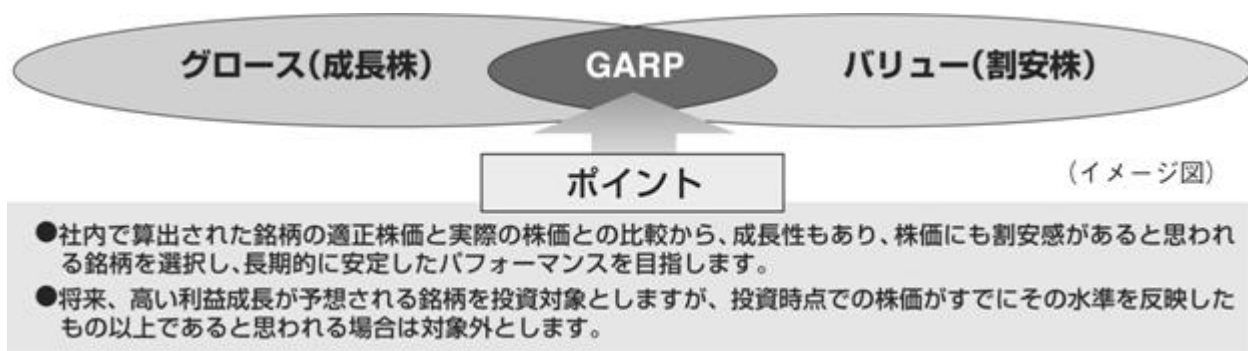 グロース(成長株) GARP バリュー(割安株)
ポイント
(イメージ図)
●社内で算出された銘柄の適正株価と実際の株価との比較から、成長性もあり、株価にも割安感があると思われ
る銘柄を選択し、長期的に安定したパフォーマンスを目指します。
●将来、高い利益成長が予想される銘柄を投資対象としますが、投資時点での株価がすでにその水準を反映した
もの以上であると思われる場合は対象外とします。